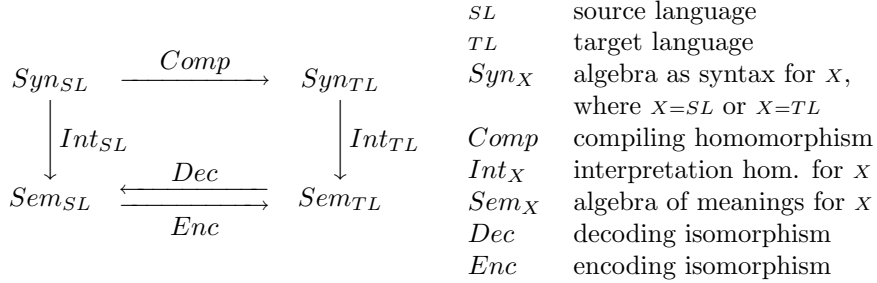 Comp
Syn_SL Syn_TL
Int_SL Int_TL
Dec
Sem_SL Sem_TL
Enc
SL source language
TL target language
Syn_X algebra as syntax for X,
where X=SL or X=TL
Comp compiling homomorphism
Int_X interpretation hom. for X
Sem_X algebra of meanings for X
Dec decoding isomorphism
Enc encoding isomorphism